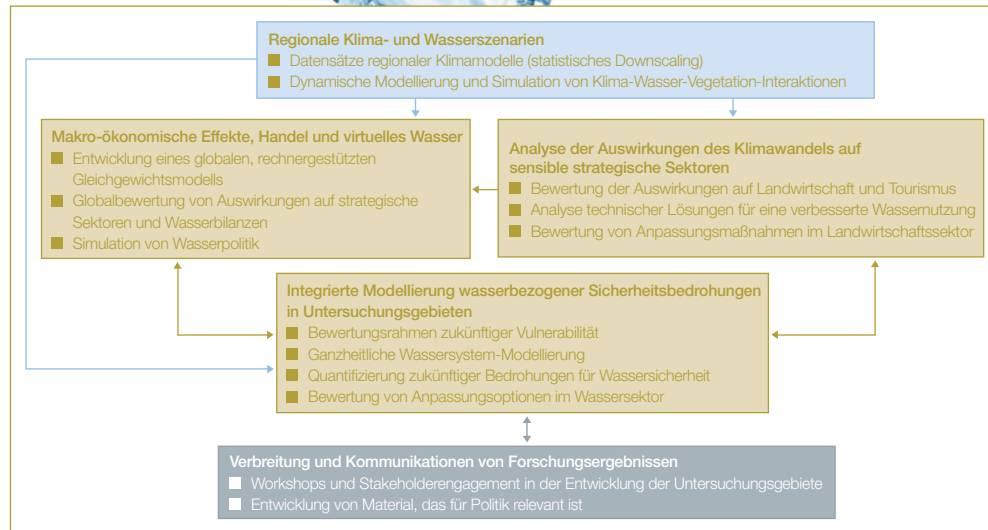 Regionale Klima- und Wasserszenarien
Datensätze regionaler Klimamodelle (statistisches Downscaling)
Dynamische Modellierung und Simulation von Klima-Wasser-Vegetation-Interaktionen
Makro-ökonomische Effekte, Handel und virtuelles Wasser
Entwicklung eines globalen, rechnergestützten
Gleichgewichtsmodells
Globalbewertung von Auswirkungen auf strategische
Sektoren und Wasserbilanzen
Simulation von Wasserpolitik
Analyse der Auswirkungen des Klimawandels auf
sensible strategische Sektoren
Bewertung der Auswirkungen auf Landwirtschaft und Tourismus
Analyse technischer Lösungen für eine verbesserte Wassernutzung
Bewertung von Anpassungsmaßnahmen im Landwirtschaftssektor
Integrierte Modellierung wasserbezogener Sicherheitsbedrohungen
in Untersuchungsgebieten
Bewertungsrahmen zukünftiger Vulnerabilität
Ganzheitliche Wassersystem-Modellierung
Quantifizierung zukünftiger Bedrohungen für Wassersicherheit
Bewertung von Anpassungsoptionen im Wassersektor
Verbreitung und Kommunikationen von Forschungsergebnissen
Workshops und Stakeholderengagement in der Entwicklung der Untersuchungsgebiete
Entwicklung von Material, das für Politik relevant ist